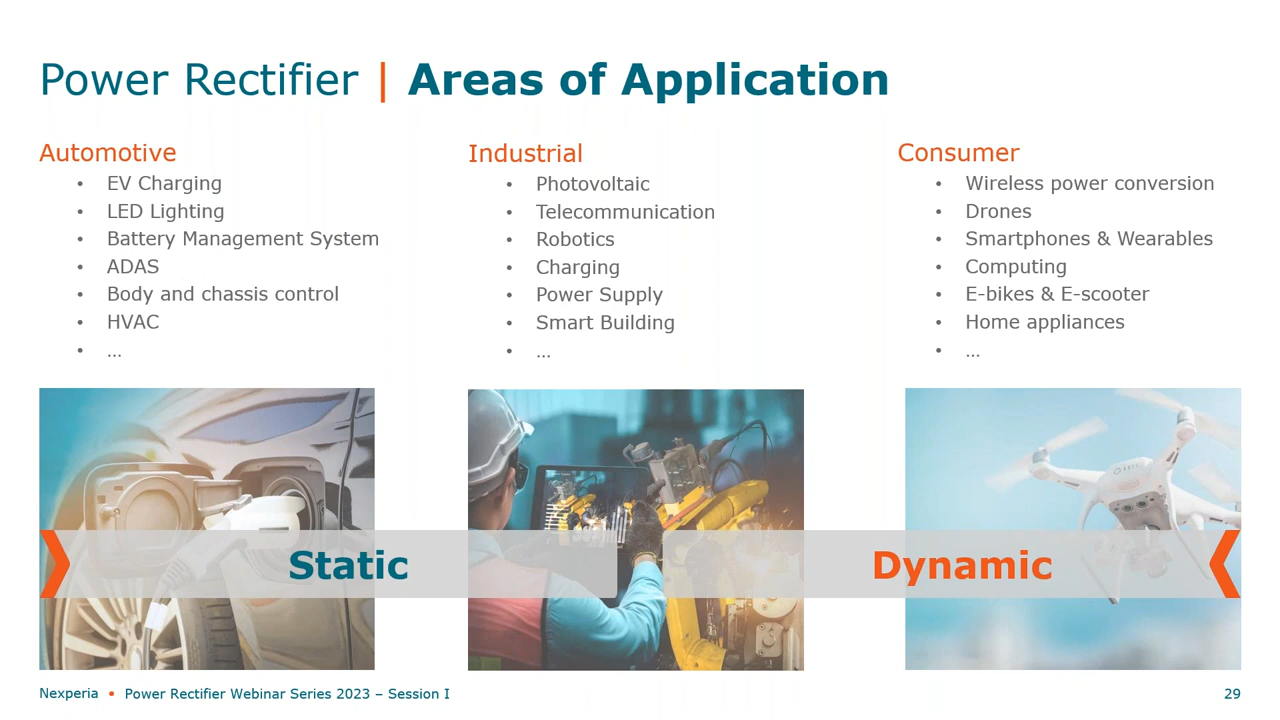 Power Rectifier | Areas of Application
Automotive
• EV Charging
• LED Lighting
• Battery Management System
• ADAS
• Body and chassis control
• HVAC
• ...
Industrial
• Photovoltaic
• Telecommunication
• Robotics
• Charging
• Power Supply
• Smart Building
• ...
Consumer
• Wireless power conversion
• Drones
• Smartphones & Wearables
• Computing
• E-bikes & E-scooter
• Home appliances
• ...
Static
Dynamic
Nexperia • Power Rectifier Webinar Series 2023 – Session I
29